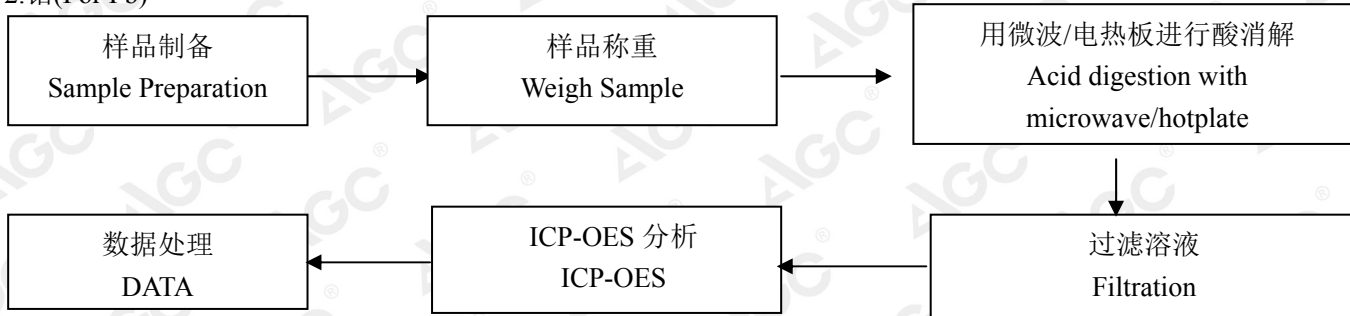 样品制备
Sample Preparation
样品称重
Weigh Sample
用微波/电热板进行酸消解
Acid digestion with
microwave/hotplate
过滤溶液
Filtration
ICP-OES 分析
ICP-OES
数据处理
DATA